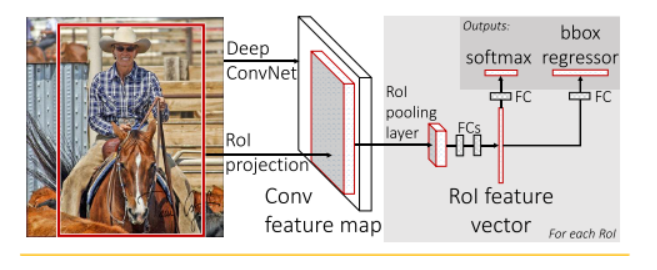 Deep
ConvNet
RoI
projection
Conv
feature map
RoI
pooling
layer
FCs
RoI feature
vector
Outputs:
softmax
bbox
regressor
FC
FC
For each RoI